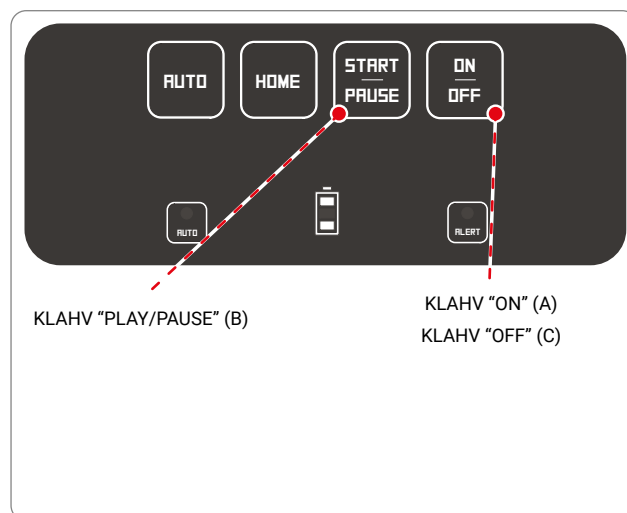 AUTO
HOME
START
PAUSE
ON
OFF
AUTO
ALERT
KLAHV “PLAY/PAUSE” (B)
KLAHV “ON” (A)
KLAHV “OFF” (C)